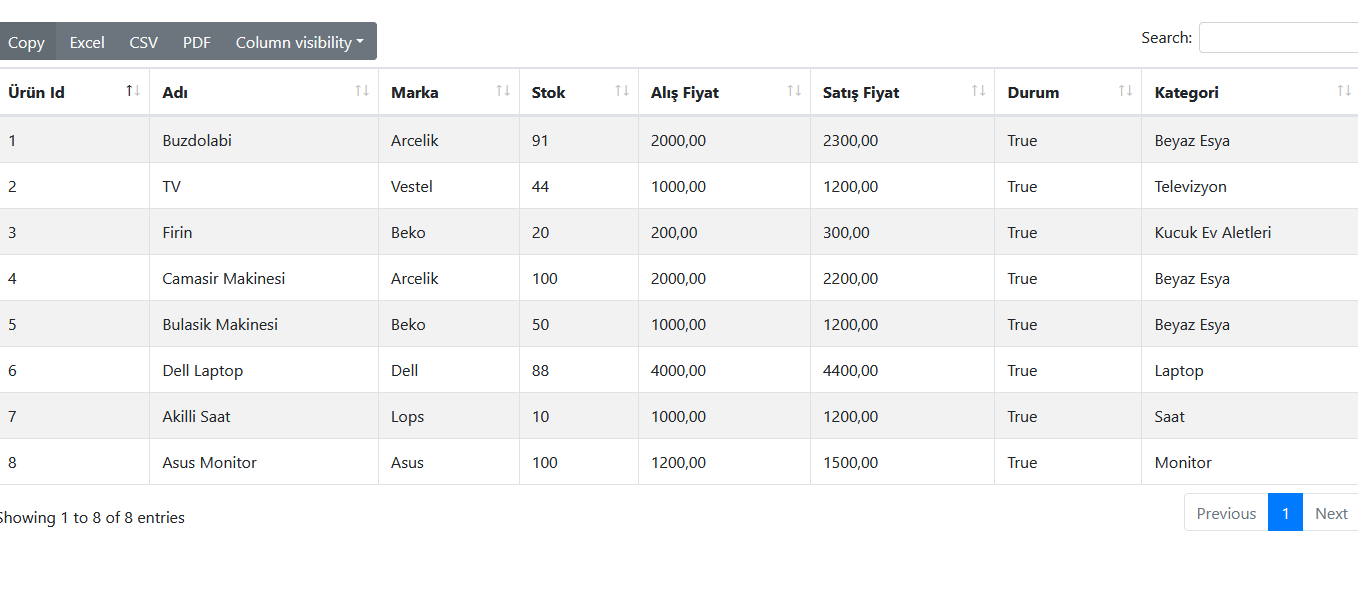 Copy Excel CSV PDF Column visibility Search:
Ürün Id Adı Marka Stok Alış Fiyat Satış Fiyat Durum Kategori
1 Buzdolabi Arcelik 91 2000,00 2300,00 True Beyaz Esya
2 TV Vestel 44 1000,00 1200,00 True Televizyon
3 Firin Beko 20 200,00 300,00 True Kucuk Ev Aletleri
4 Camasir Makinesi Arcelik 100 2000,00 2200,00 True Beyaz Esya
5 Bulasik Makinesi Beko 50 1000,00 1200,00 True Beyaz Esya
6 Dell Laptop Dell 88 4000,00 4400,00 True Laptop
7 Akilli Saat Lops 10 1000,00 1200,00 True Saat
8 Asus Monitor Asus 100 1200,00 1500,00 True Monitor
Showing 1 to 8 of 8 entries Previous 1 Next